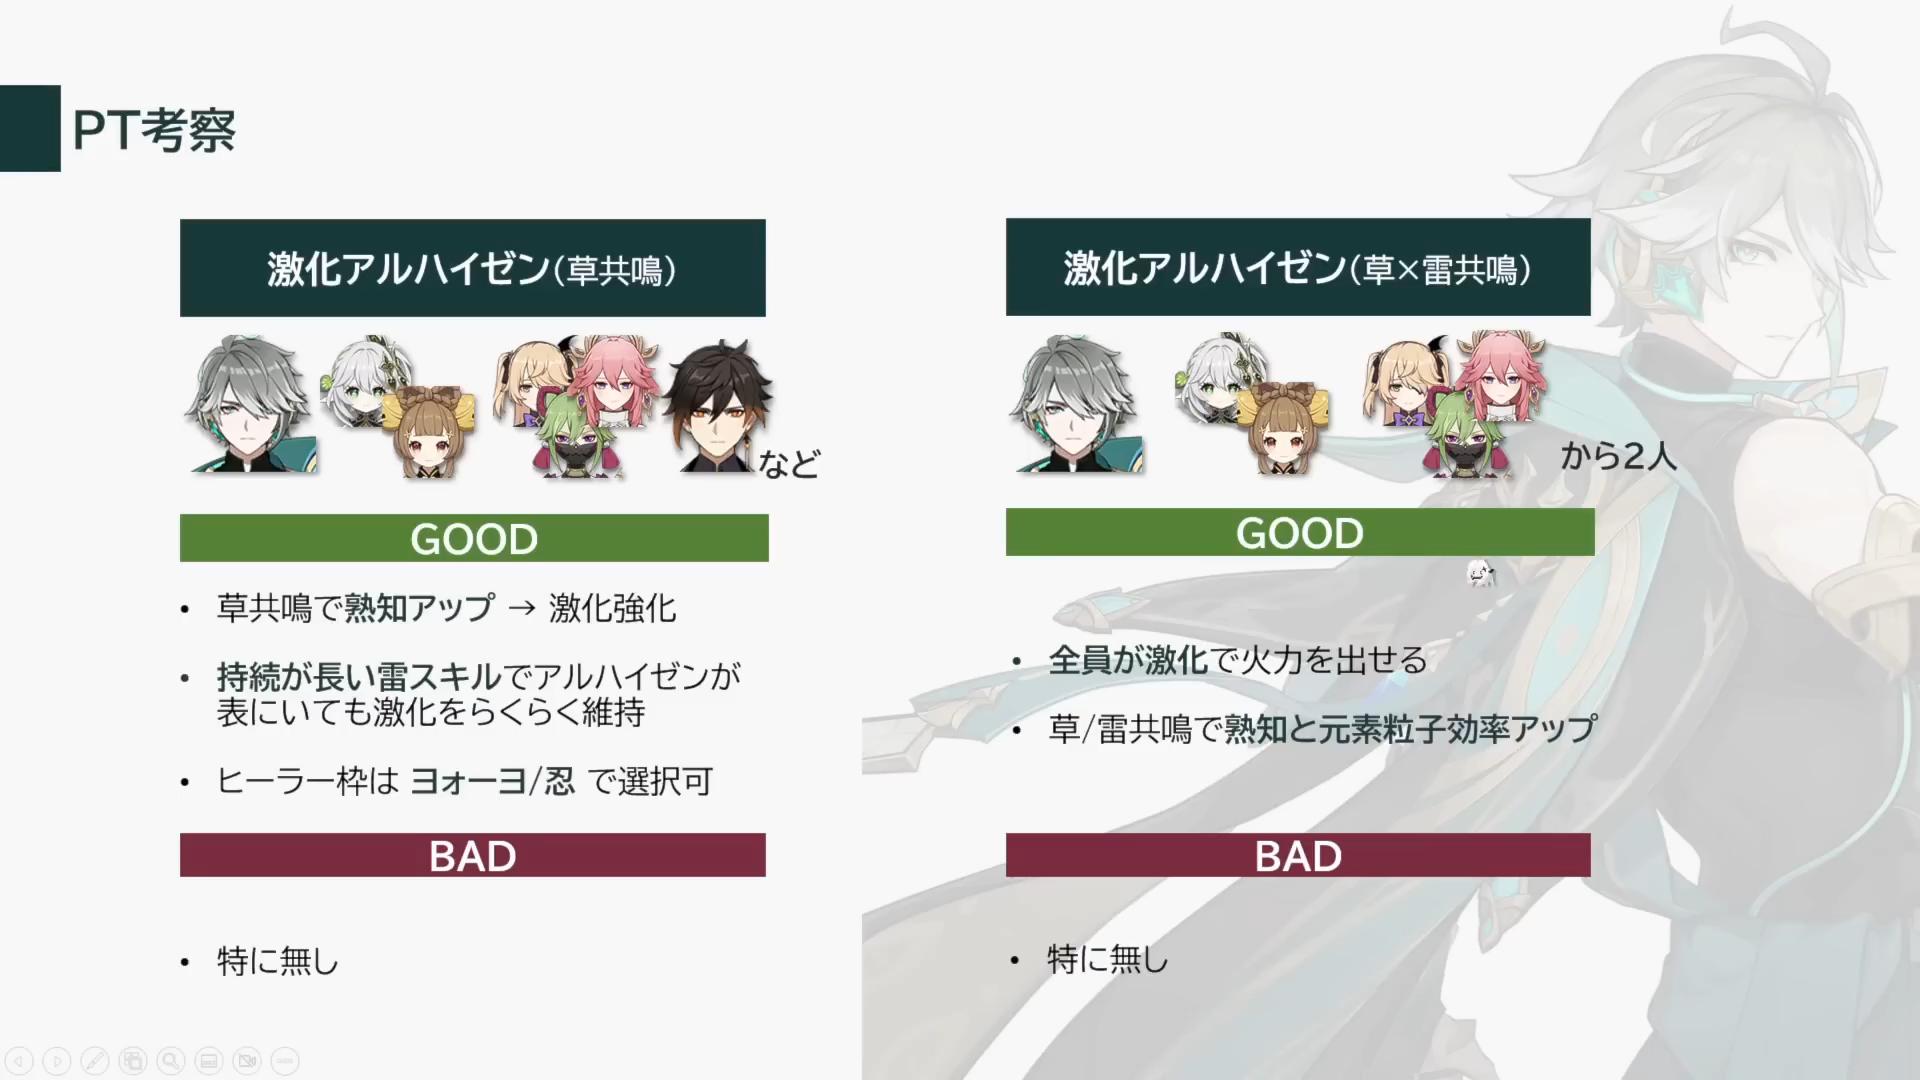 PT考察
激化アルハイゼン(草共鳴)
など
GOOD
• 草共鳴で熟知アップ → 激化強化
• 持続が長い雷スキルでアルハイゼンが
表にいても激化をらくらく維持
• ヒーラー枠は ヨォーヨ/忍 で選択可
BAD
• 特に無し
激化アルハイゼン(草×雷共鳴)
から2人
GOOD
• 全員が激化で火力を出せる
• 草/雷共鳴で熟知と元素粒子効率アップ
BAD
• 特に無し